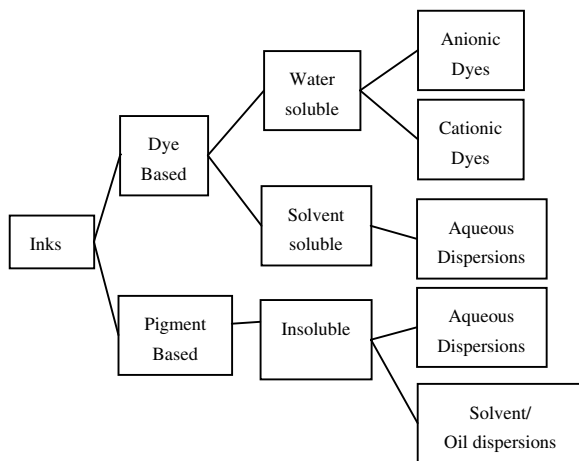 Anionic
Dyes
Water
soluble
Cationic
Dyes
Dye
Based
Solvent
soluble
Aqueous
Dispersions
Inks
Pigment
Based
Insoluble
Aqueous
Dispersions
Solvent/
Oil dispersions